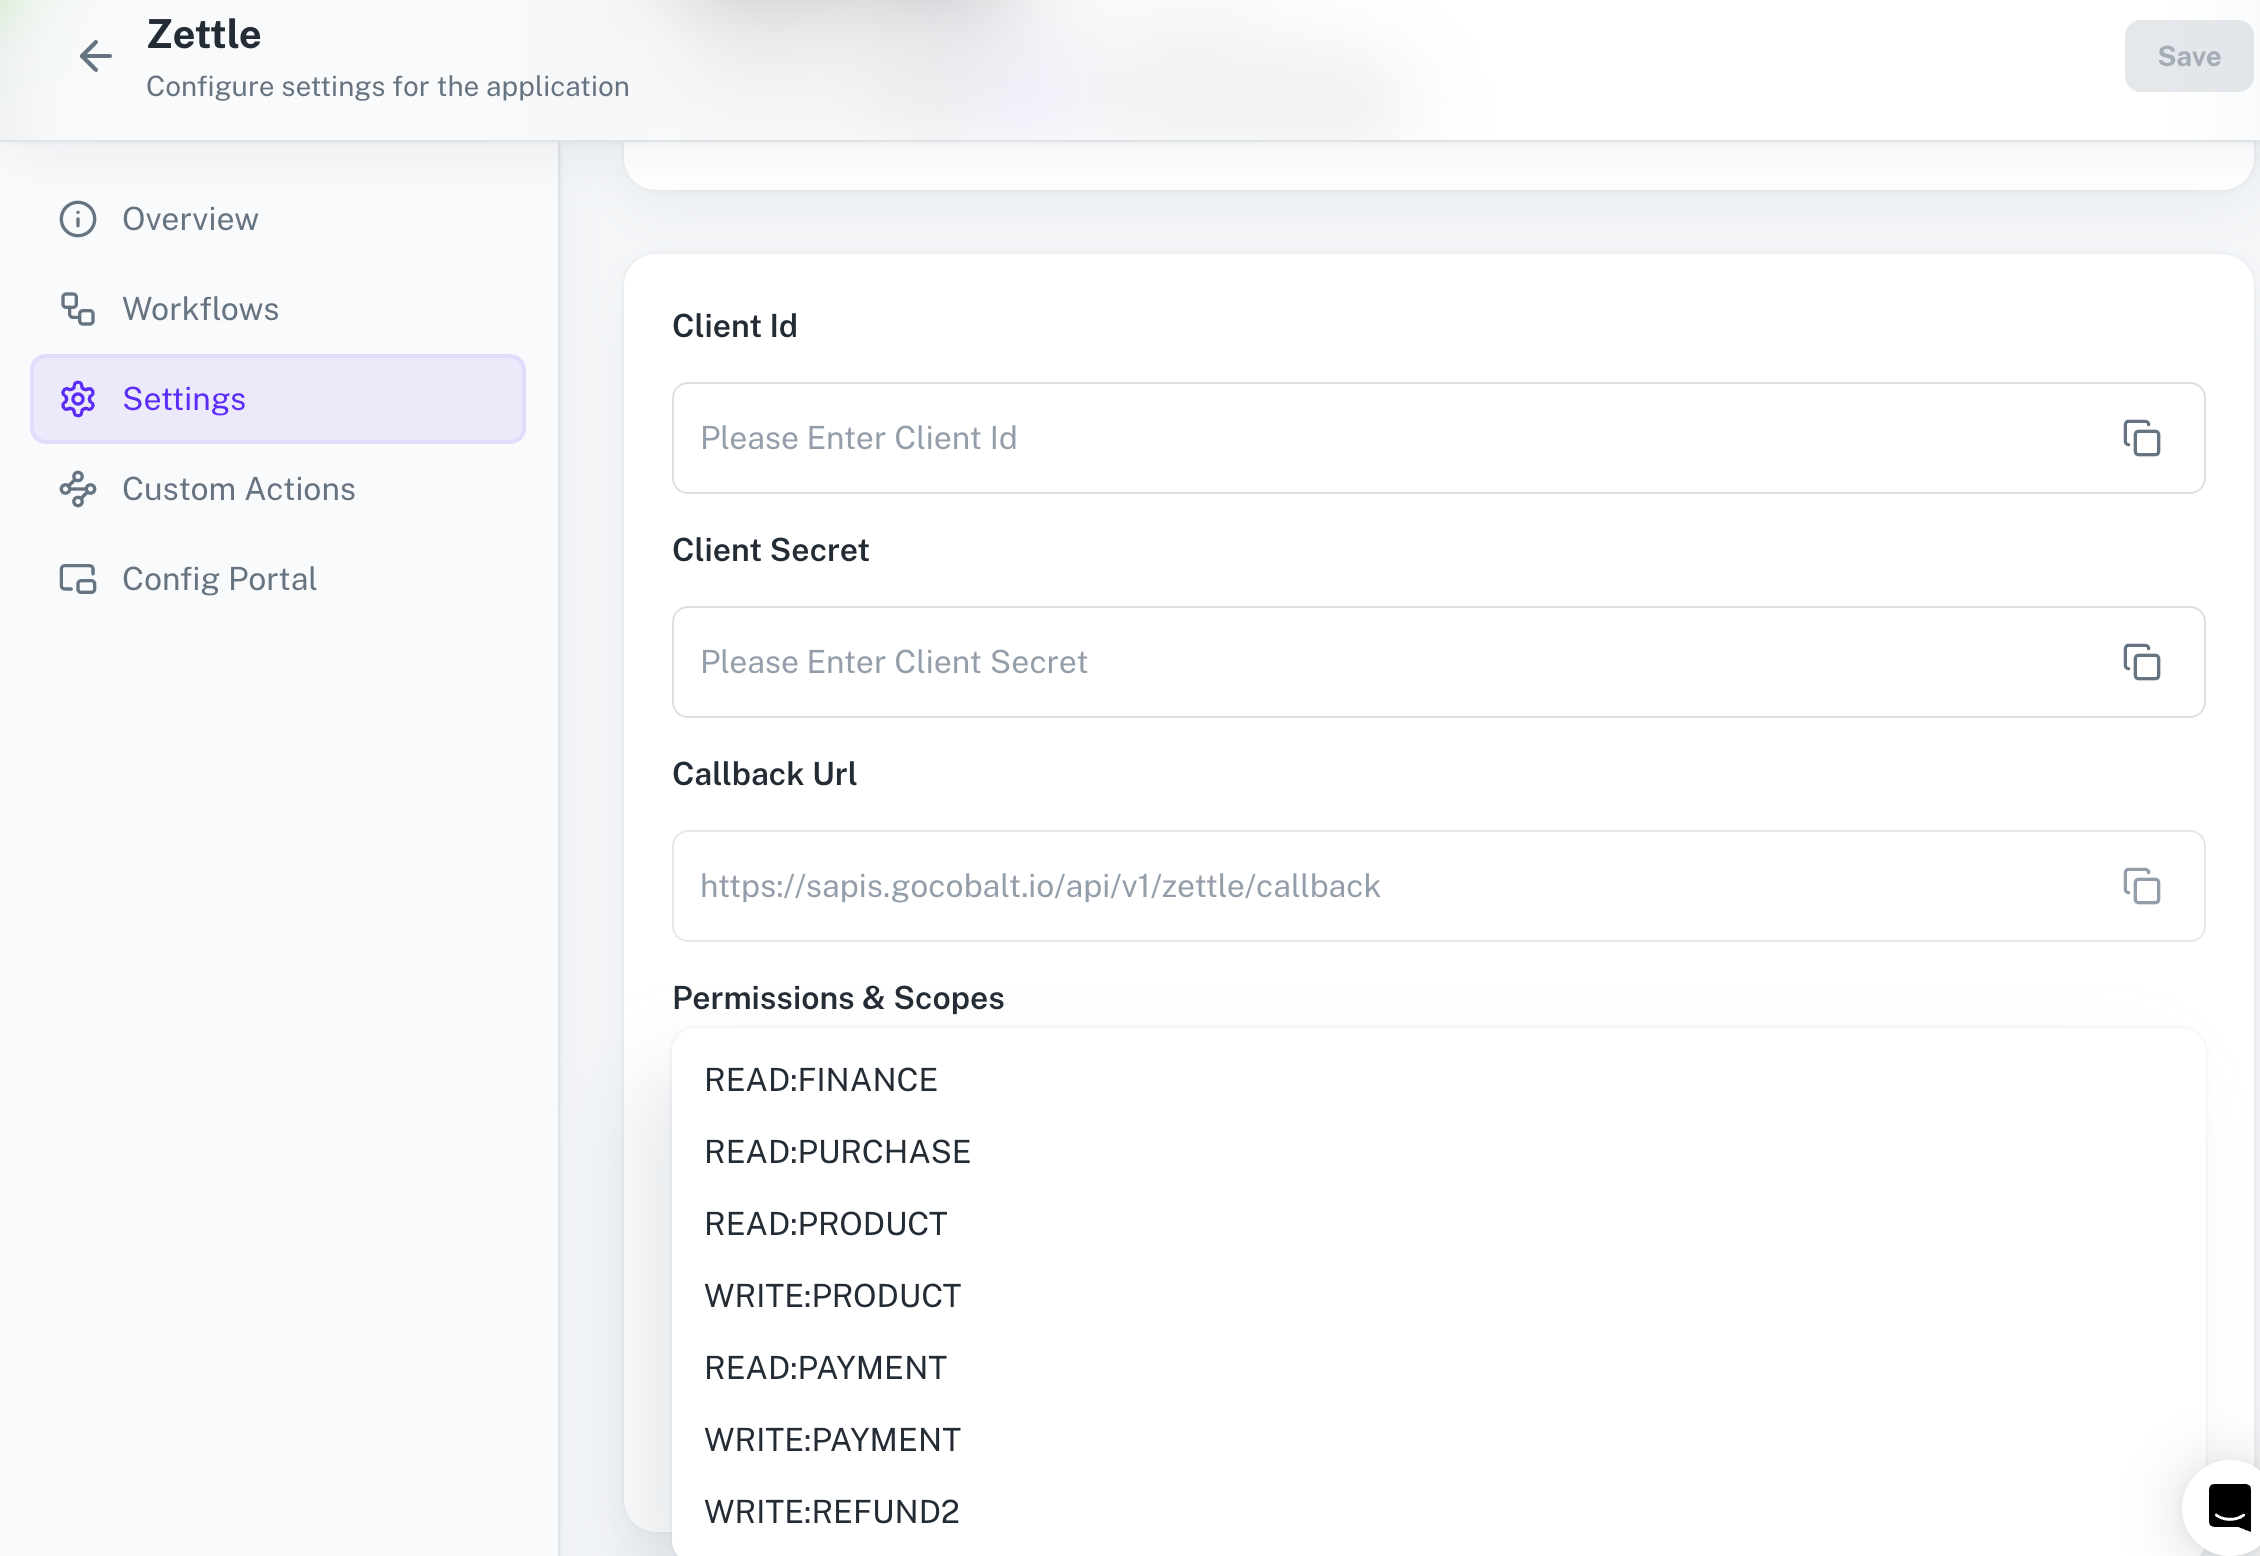 Zettle
Configure settings for the application
Save
Overview
Workflows
Settings
Custom Actions
Config Portal
Client Id
Please Enter Client Id
Client Secret
Please Enter Client Secret
Callback Url
https://sapis.gocobalt.io/api/v1/zettle/callback
Permissions & Scopes
READ:FINANCE
READ:PURCHASE
READ:PRODUCT
WRITE:PRODUCT
READ:PAYMENT
WRITE:PAYMENT
WRITE:REFUND2